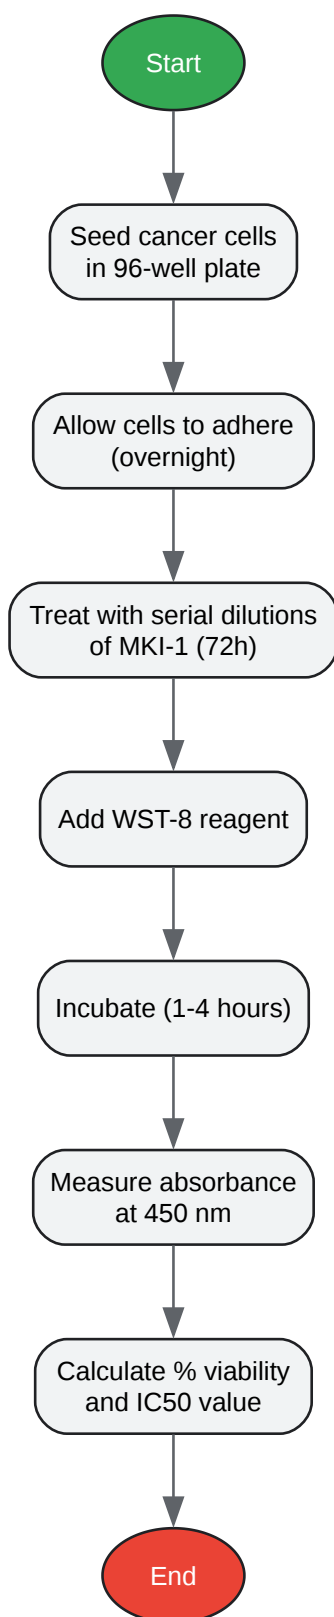 Start
Seed cancer cells
in 96-well plate
Allow cells to adhere
(overnight)
Treat with serial dilutions
of MKI-1 (72h)
Add WST-8 reagent
Incubate (1-4 hours)
Measure absorbance
at 450 nm
Calculate % viability
and IC50 value
End